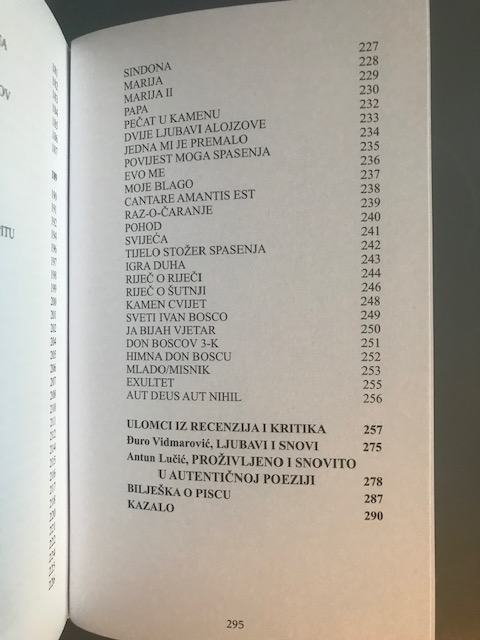 OV
PITU
SINDONA 227
MARIJA 228
MARIJA II 229
PAPA 230
PEČAT U KAMENU 232
DVIJE LJUBAVI ALOJZOVE 233
JEDNA MI JE PREMALO 234
POVIJEST MOGA SPASENJA 235
EVO ME 236
MOJE BLAGO 237
CANTARE AMANTIS EST 238
RAZ-O-ČARANJE 239
POHOD 240
SVIJEĆA 241
TIJELO STOŽER SPASENJA 242
IGRA DUHA 243
RIJEČ O RIJEČI 244
RIJEČ O ŠUTNJI 246
KAMEN CVIJET 248
SVETI IVAN BOSCO 249
JA BIJAH VJETAR 250
DON BOSCOV 3-K 251
HIMNA DON BOSCU 252
MLADO/MISNIK 253
EXULTET 255
AUT DEUS AUT NIHIL 256
ULOMCI IZ RECENZIJA I KRITIKA 257
Đuro Vidmarović, LJUBAVI I SNOVI 275
Antun Lučić, PROŽIVLJENO I SNOVITO
U AUTENTIČNOJ POEZIJI 278
BILJEŠKA O PISCU 287
KAZALO 290
295